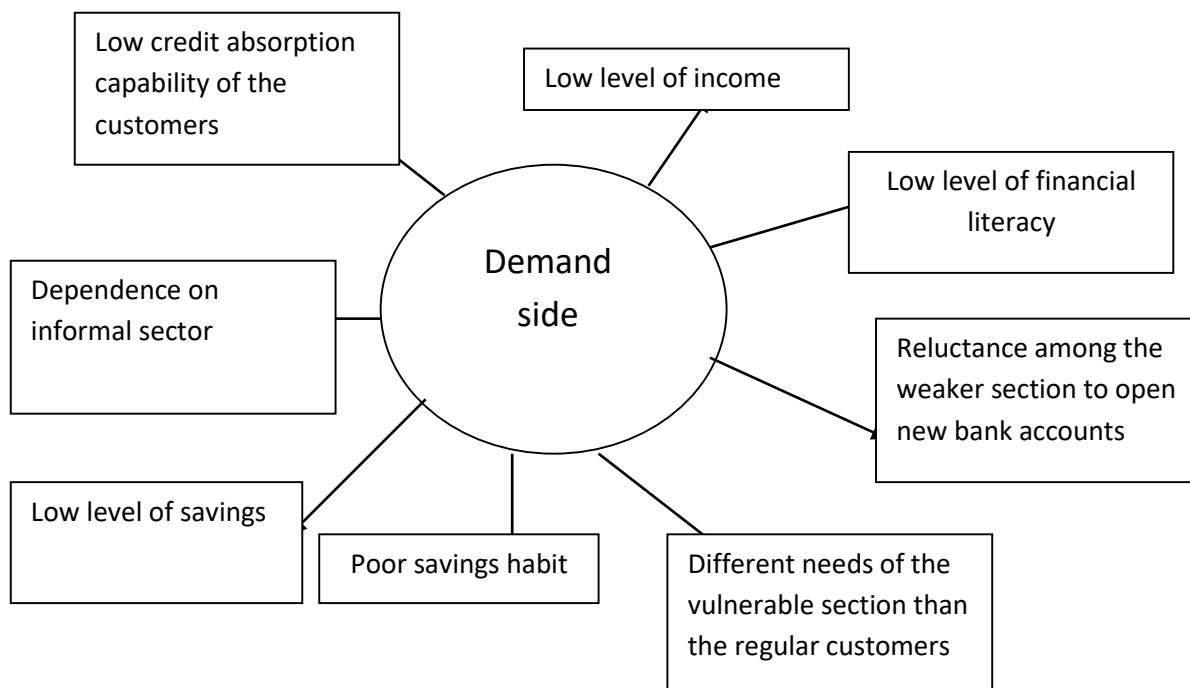 Low credit absorption
capability of the
customers
Low level of income
Low level of financial
literacy
Demand
side
Dependence on
informal sector
Reluctance among the
weaker section to open
new bank accounts
Low level of savings
Poor savings habit
Different needs of the
vulnerable section than
the regular customers